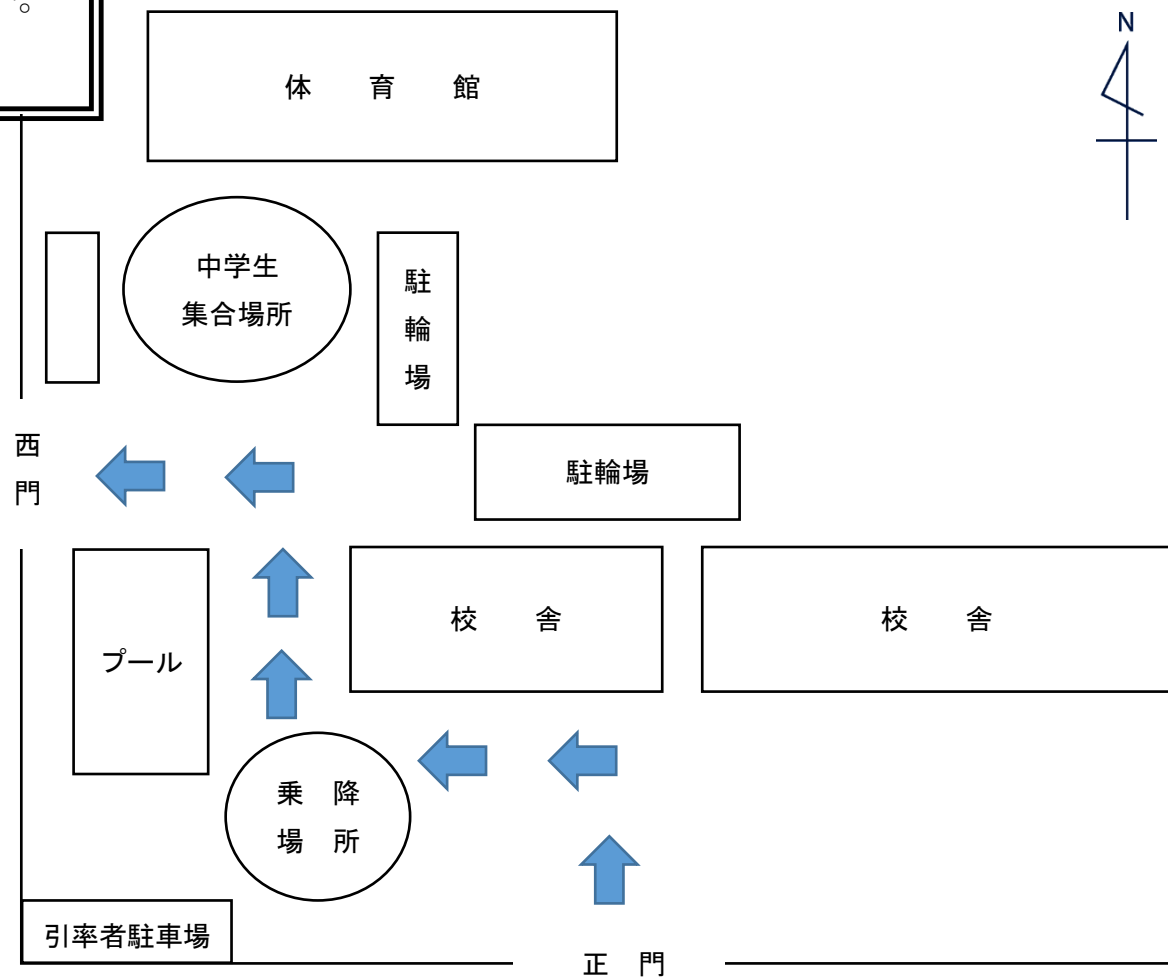 。
N
体　育　館
中学生
集合場所
駐輪場
西門
駐輪場
校　舎
校　舎
プール
乗　降
場　所
引率者駐車場
正　門